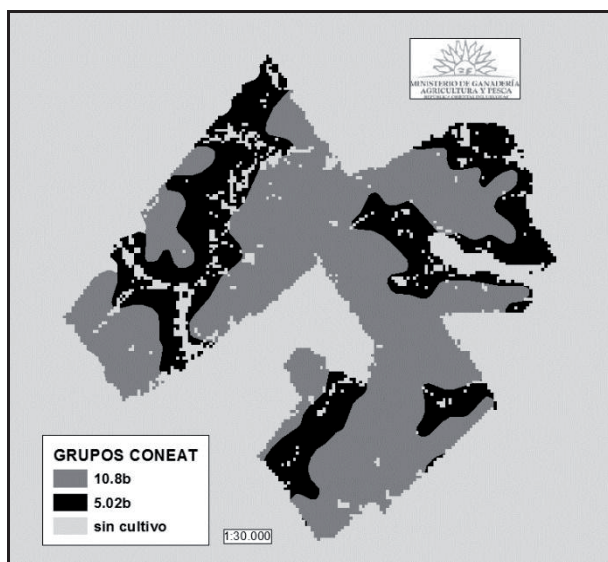 MINISTERIO DE GANADERÍA
AGRICULTURA Y PESCA
GRUPOS CONEAT
10.8b
5.02b
sin cultivo
1:30.000